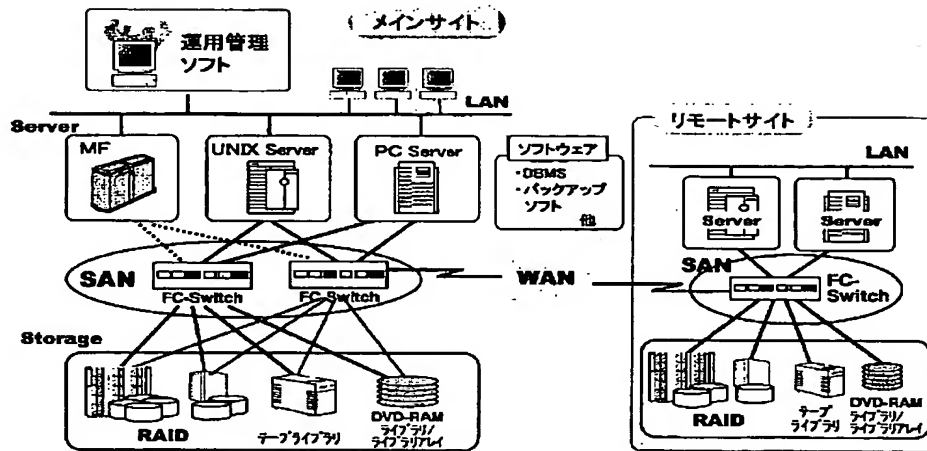 メインサイト
運用管理
ソフト
LAN
Server
MF
UNIX Server
PC Server
ソフトウェア
・DBMS
・バックアップ
ソフト
他
リモートサイト
LAN
Server
Server
SAN
FC-Switch
FC-Switch
WAN
SAN
FC-
Switch
Storage
RAID
テープライブラリ
DVD-RAM
ライブラリ/
ライブラリアレイ
RAID
テープ
ライブラリ
DVD-RAM
ライブラリ/
ライブラリアレイ